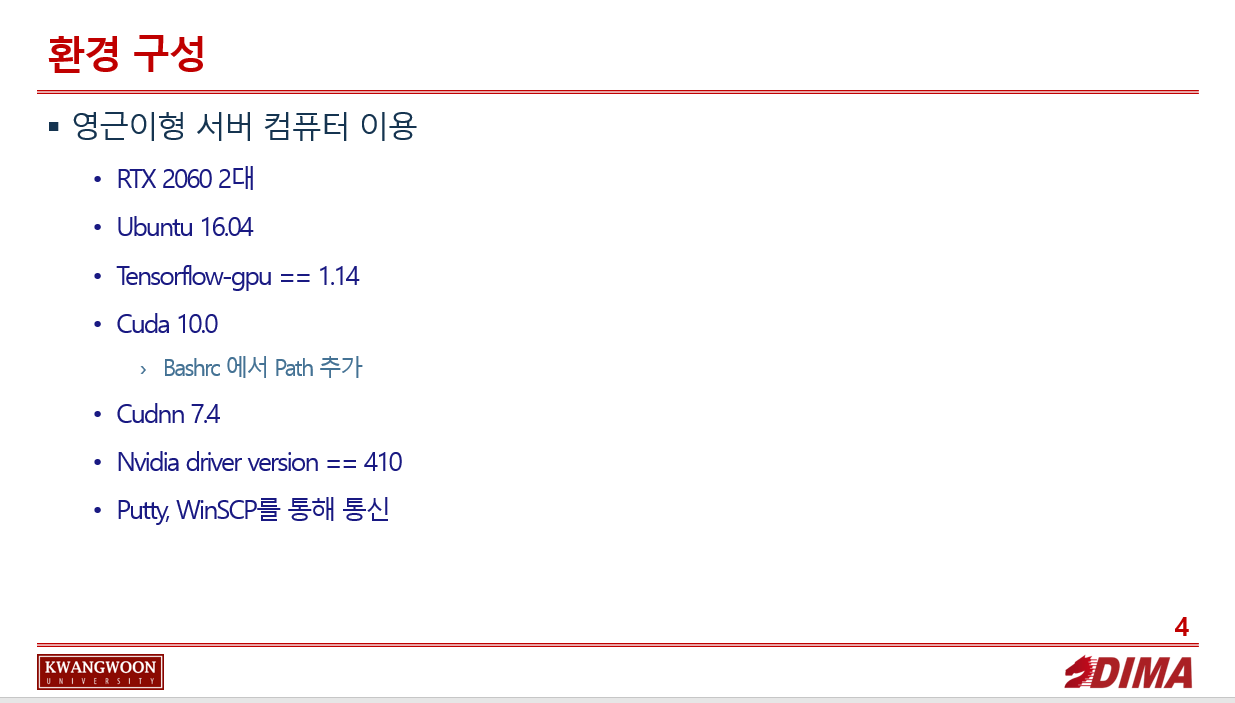 환경 구성
영근이형 서버 컴퓨터 이용
RTX 2060 2대
Ubuntu 16.04
Tensorflow-gpu == 1.14
Cuda 10.0
Bashrc 에서 Path 추가
Cudnn 7.4
Nvidia driver version == 410
Putty, WinSCP를 통해 통신
4
KWANGWOON
UNIVERSITY
DIMA